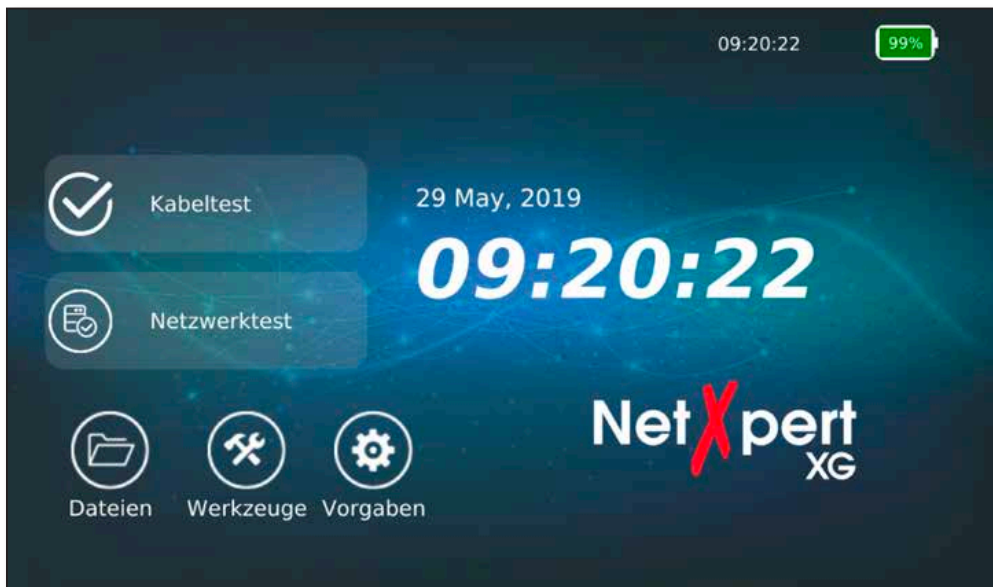 09:20:22
99%
Kabeltest
29 May, 2019
09:20:22
Netzwerktest
NetXpert
XG
Dateien
Werkzeuge
Vorgaben